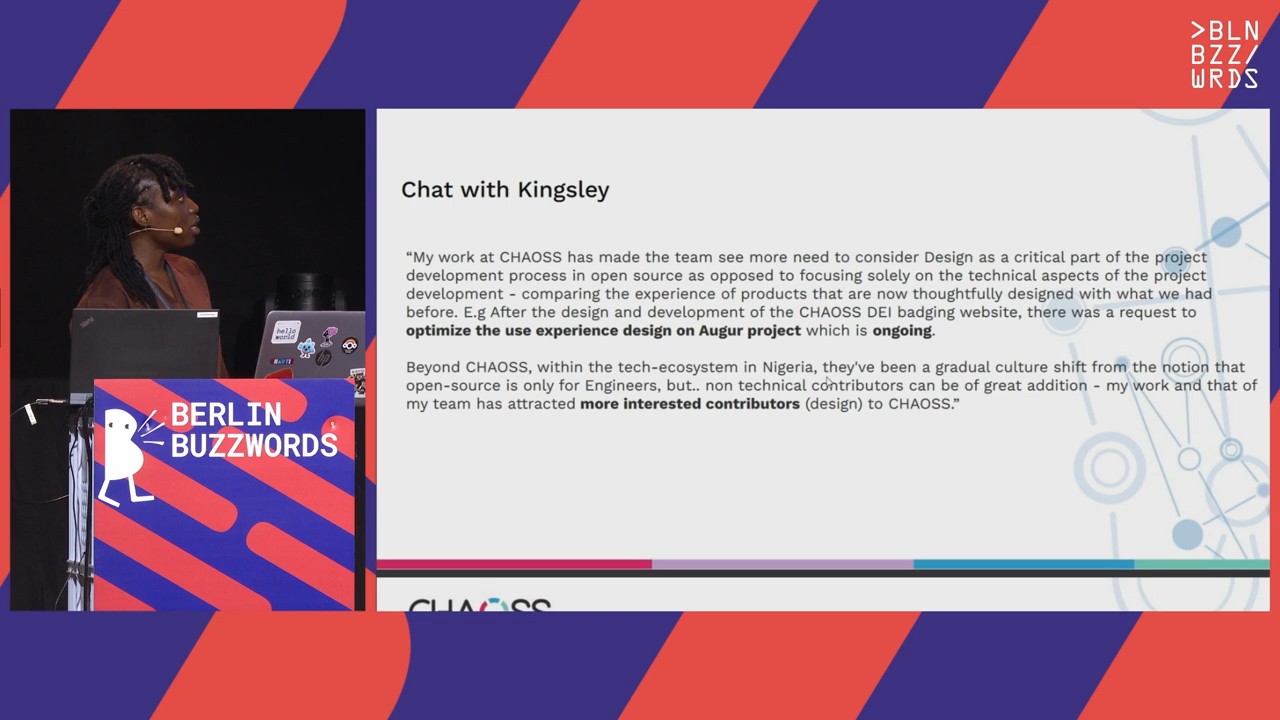 >BLN
BZZ/
WRDS
Chat with Kingsley
“My work at CHAOSS has made the team see more need to consider Design as a critical part of the project
development process in open source as opposed to focusing solely on the technical aspects of the project
development - comparing the experience of products that are now thoughtfully designed with what we had
before. E.g After the design and development of the CHAOSS DEI badging website, there was a request to
optimize the use experience design on Augur project which is ongoing.
Beyond CHAOSS, within the tech-ecosystem in Nigeria, they've been a gradual culture shift from the notion that
open-source is only for Engineers, but.. non technical contributors can be of great addition - my work and that of
my team has attracted more interested contributors (design) to CHAOSS.”
CHAOSS
hello
world
hp
BERLIN
BUZZWORDS